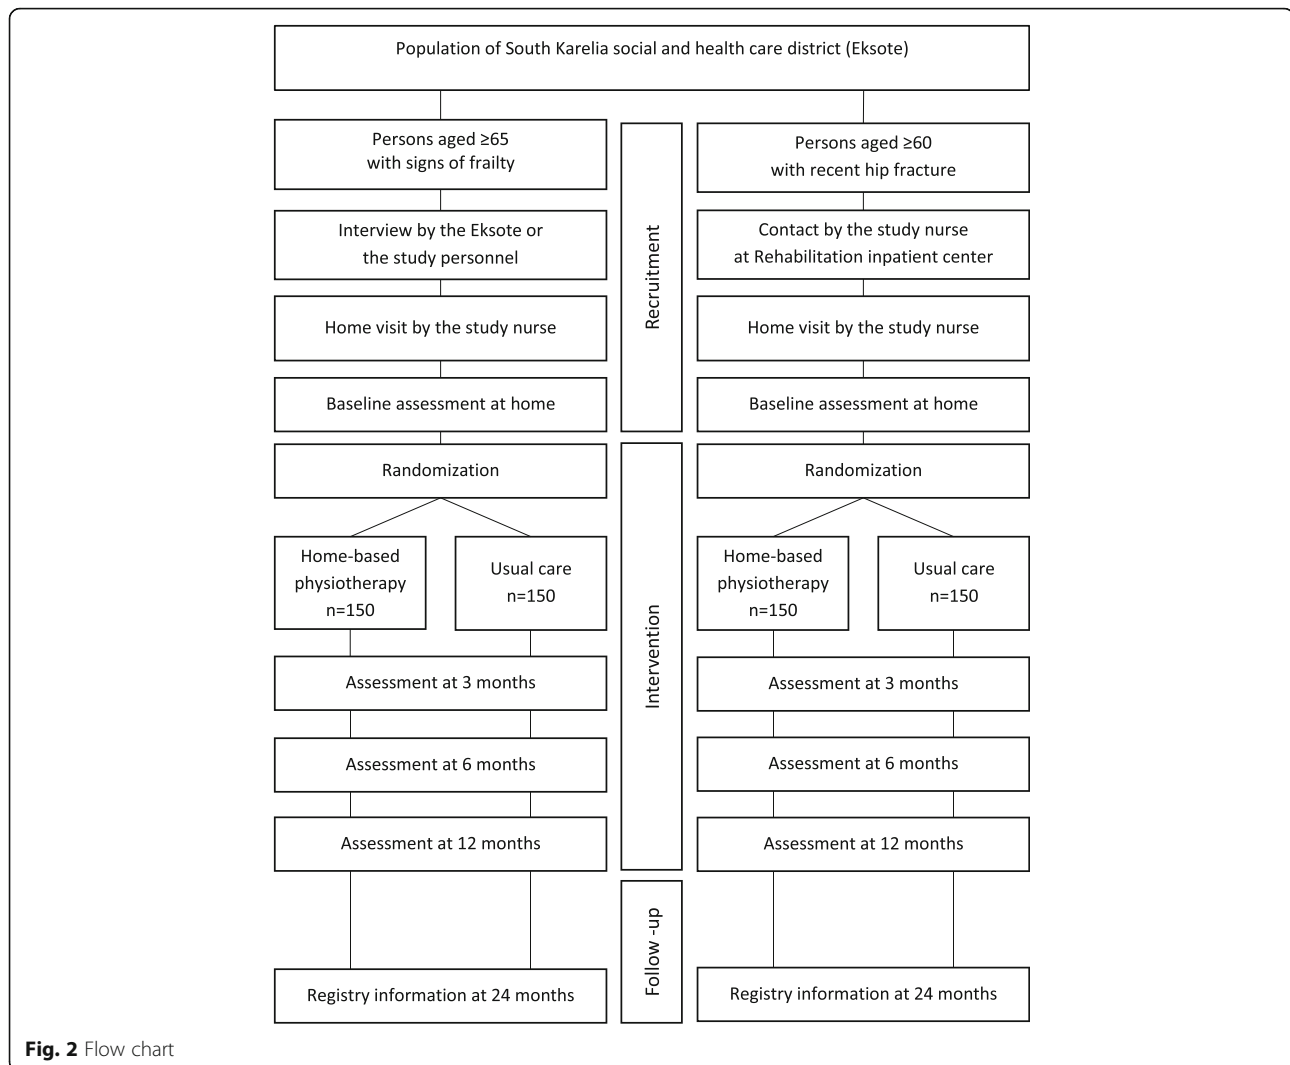 Population of South Karelia social and health care district (Eksote)
Persons aged ≥65
with signs of frailty
Interview by the Eksote or
the study personnel
Home visit by the study nurse
Baseline assessment at home
Randomization
Home-based
physiotherapy
n=150
Usual care
n=150
Assessment at 3 months
Assessment at 6 months
Assessment at 12 months
Registry information at 24 months
Recruitment
Intervention
Follow -up
Persons aged ≥60
with recent hip fracture
Contact by the study nurse
at Rehabilitation inpatient center
Home visit by the study nurse
Baseline assessment at home
Randomization
Home-based
physiotherapy
n=150
Usual care
n=150
Assessment at 3 months
Assessment at 6 months
Assessment at 12 months
Registry information at 24 months
Fig. 2 Flow chart